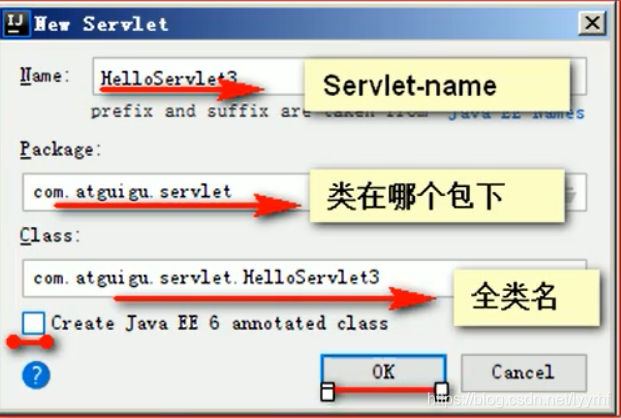 New Servlet
Name:
HelloServlet3
Servlet-name
prefix and suffix are taken from Java EE names
Package:
com.atguigu.servlet
类在哪个包下
Class:
com.atguigu.servlet.HelloServlet3
全类名
Create Java EE 6 annotated class
?
OK
Cancel
https://blog.csdn.net/lyyrhf